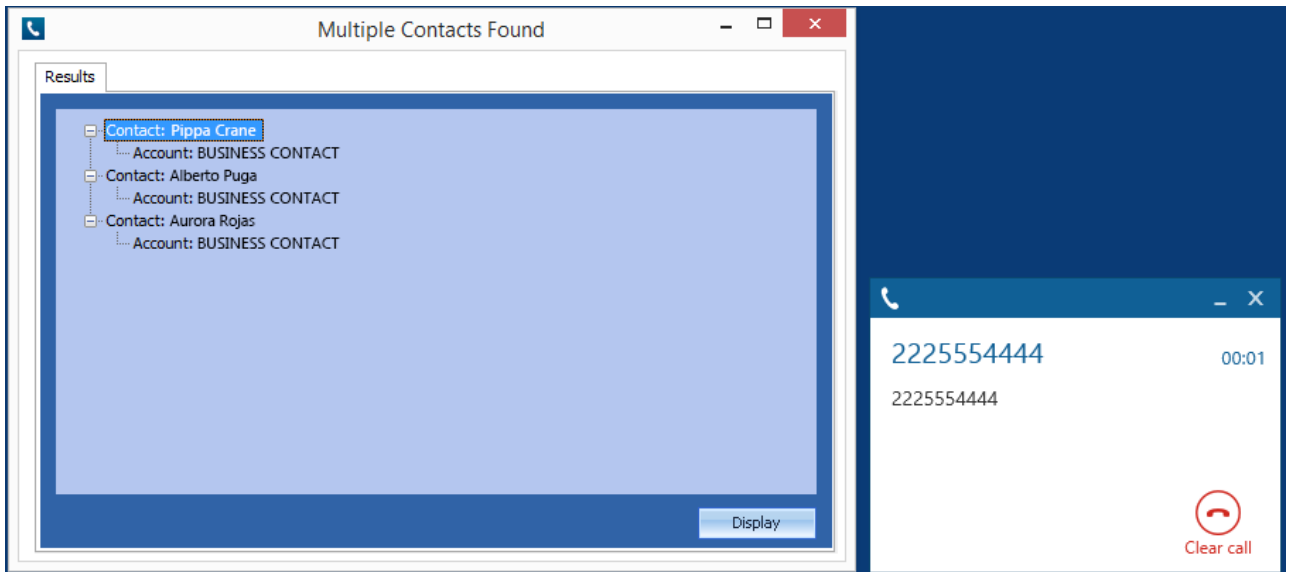 Multiple Contacts Found
Results
Contact: Pippa Crane
Account: BUSINESS CONTACT
Contact: Alberto Puga
Account: BUSINESS CONTACT
Contact: Aurora Rojas
Account: BUSINESS CONTACT
Display
2225554444
00:01
2225554444
Clear call